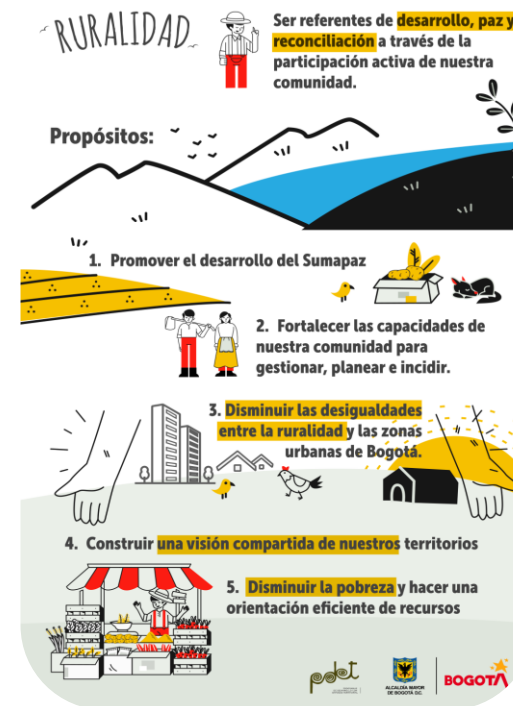 RURALIDAD
Ser referentes de desarrollo, paz y
reconciliación a través de la
participación activa de nuestra
comunidad.
Propósitos:
1. Promover el desarrollo del Sumapaz
2. Fortalecer las capacidades de
nuestra comunidad para
gestionar, planear e incidir.
3. Disminuir las desigualdades
entre la ruralidad y las zonas
urbanas de Bogotá.
4. Construir una visión compartida de nuestros territorios
5. Disminuir la pobreza y hacer una
orientación eficiente de recursos
pdet
ALCALDÍA MAYOR
DE BOGOTÁ D.C.
BOGOTÁ